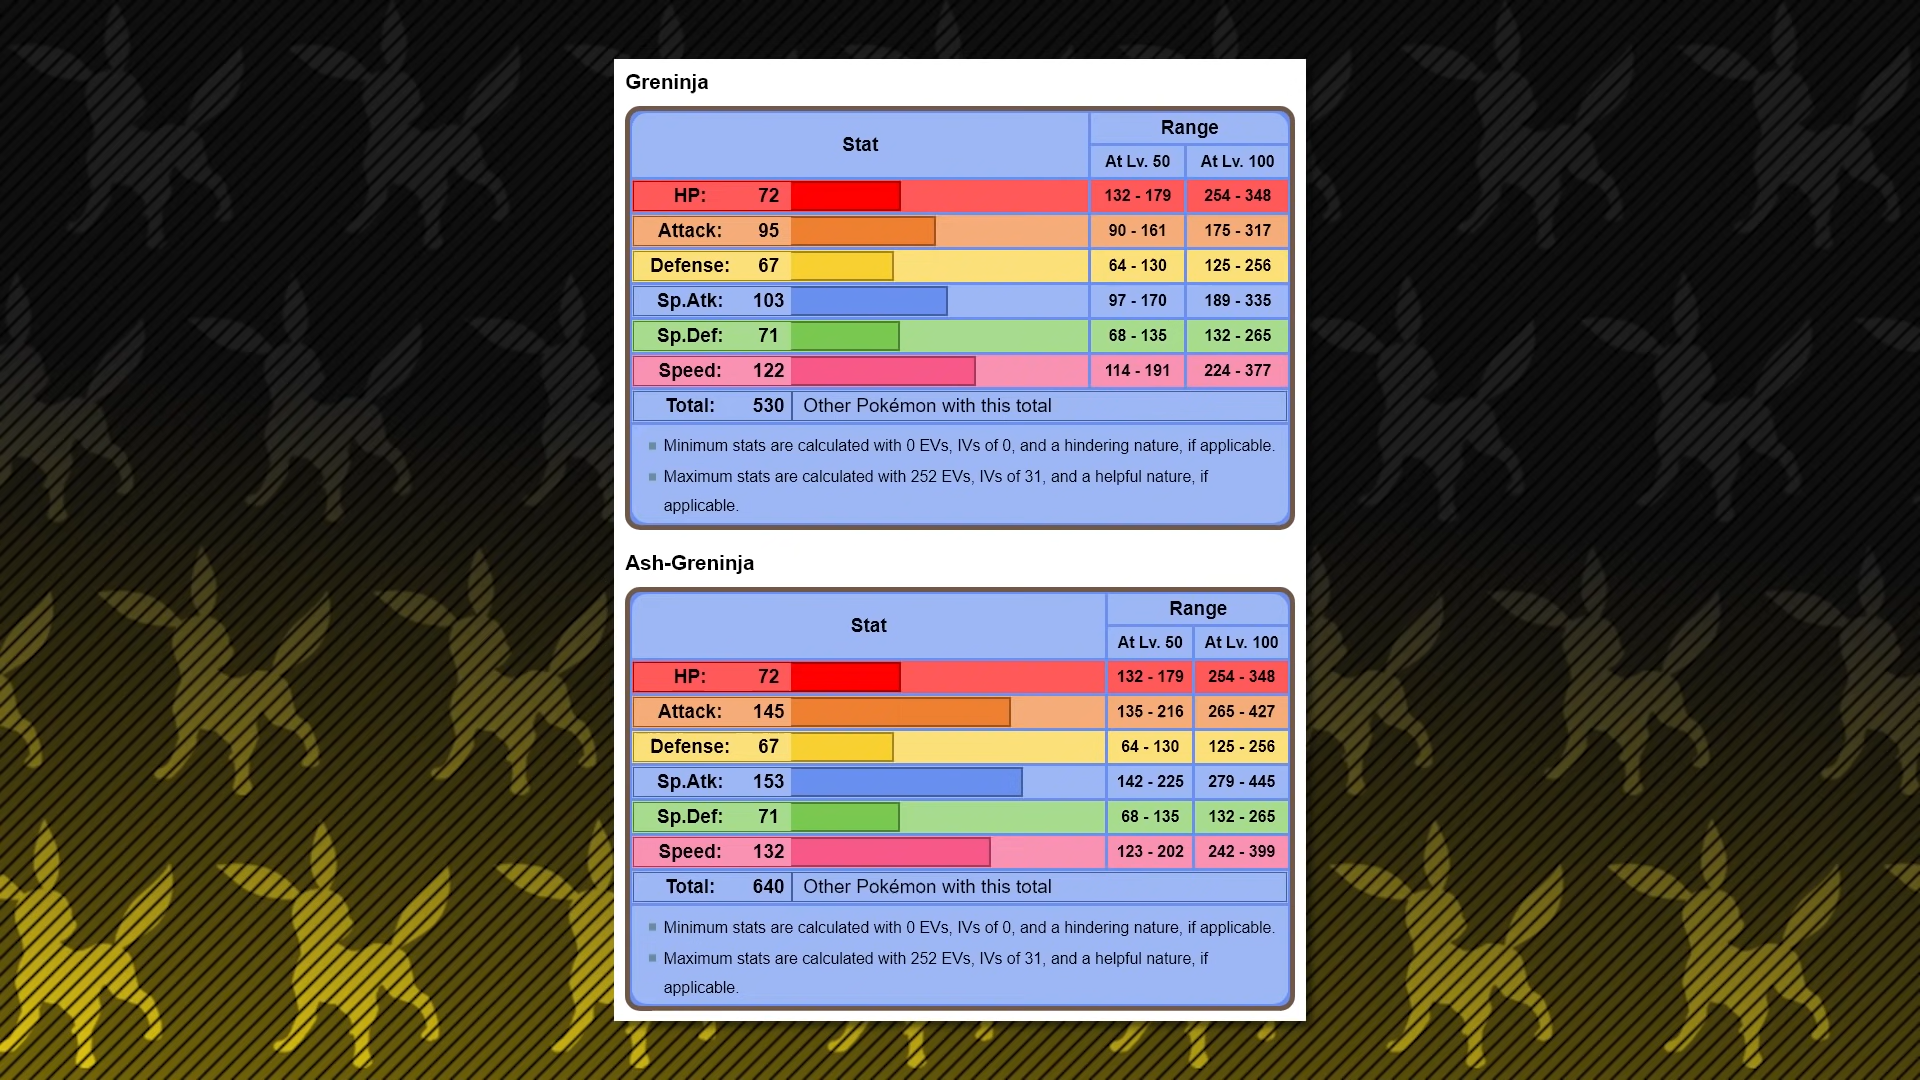 Greninja
Stat Range
At Lv. 50 At Lv. 100
HP: 72 132 - 179 254 - 348
Attack: 95 90 - 161 175 - 317
Defense: 67 64 - 130 125 - 256
Sp.Atk: 103 97 - 170 189 - 335
Sp.Def: 71 68 - 135 132 - 265
Speed: 122 114 - 191 224 - 377
Total: 530 Other Pokémon with this total
Minimum stats are calculated with 0 EVs, IVs of 0, and a hindering nature, if applicable.
Maximum stats are calculated with 252 EVs, IVs of 31, and a helpful nature, if
applicable.
Ash-Greninja
Stat Range
At Lv. 50 At Lv. 100
HP: 72 132 - 179 254 - 348
Attack: 145 135 - 216 265 - 427
Defense: 67 64 - 130 125 - 256
Sp.Atk: 153 142 - 225 279 - 445
Sp.Def: 71 68 - 135 132 - 265
Speed: 132 123 - 202 242 - 399
Total: 640 Other Pokémon with this total
Minimum stats are calculated with 0 EVs, IVs of 0, and a hindering nature, if applicable.
Maximum stats are calculated with 252 EVs, IVs of 31, and a helpful nature, if
applicable.